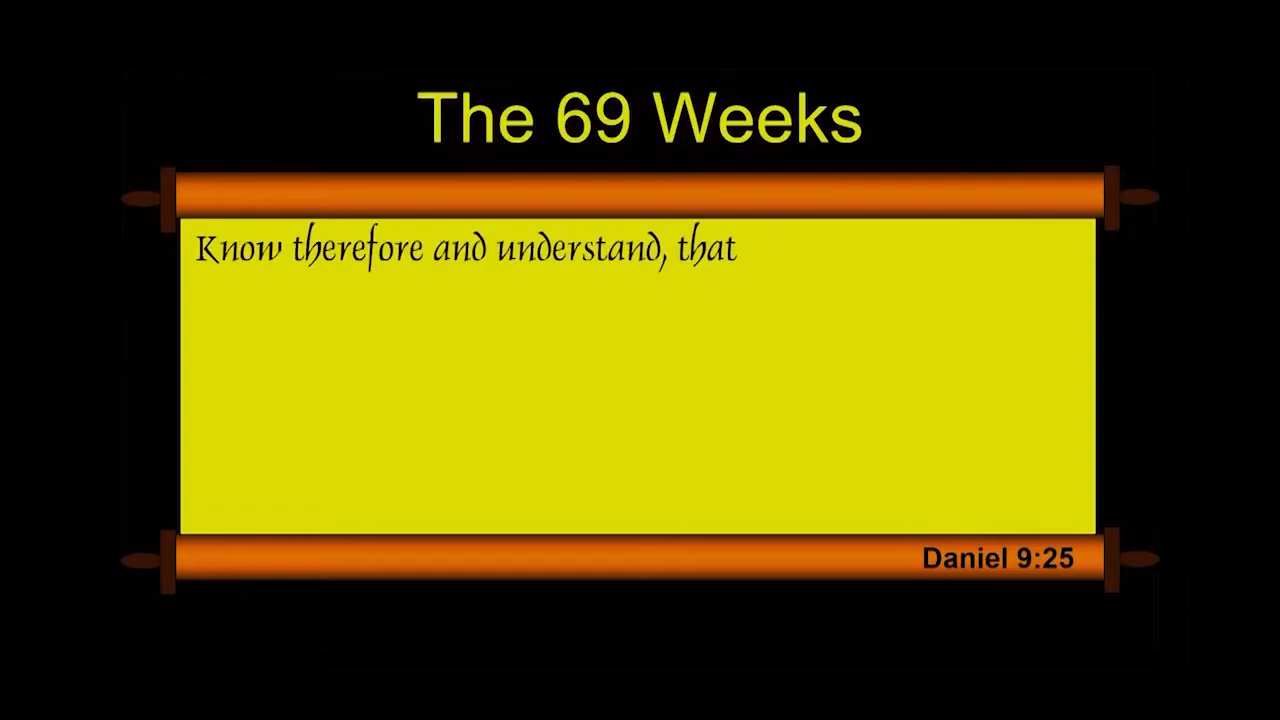 The 69 Weeks
Know therefore and understand, that
Daniel 9:25